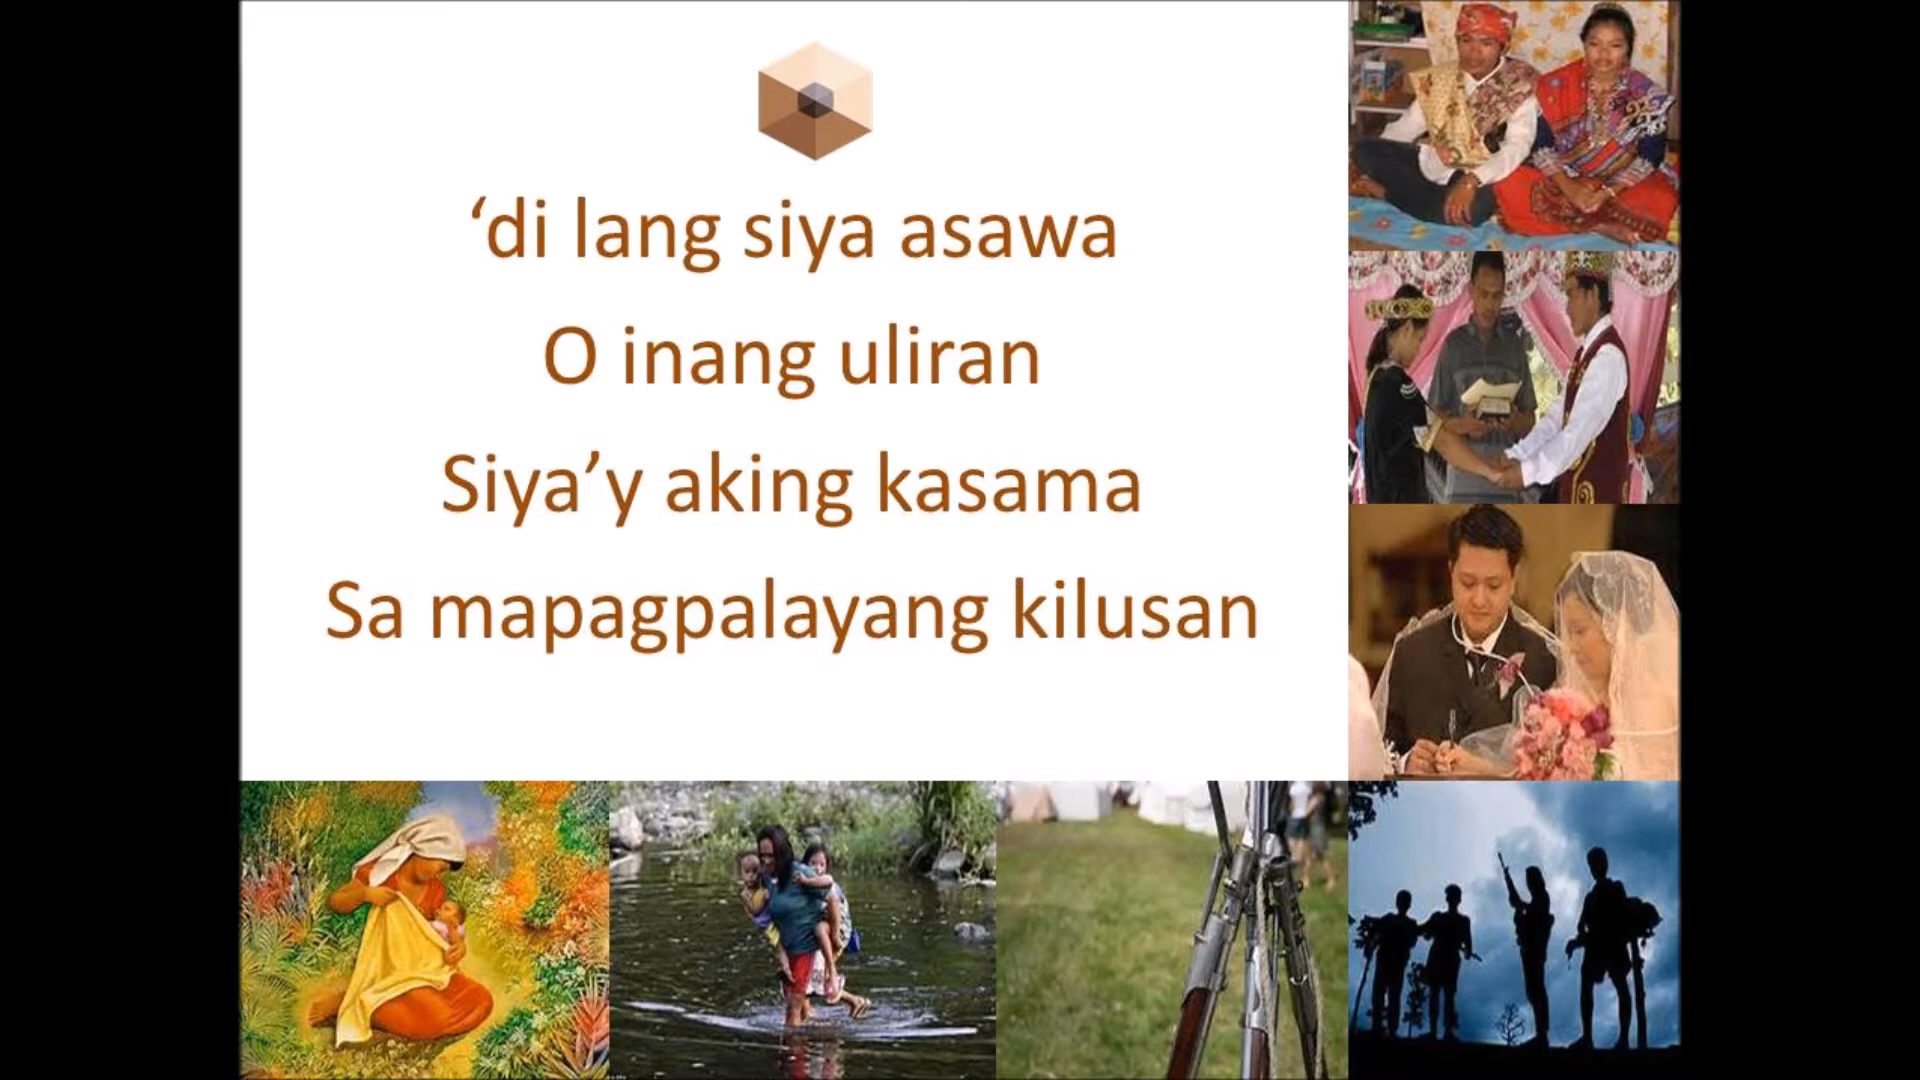 ‘di lang siya asawa
O inang uliran
Siya’y aking kasama
Sa mapagpalayang kilusan